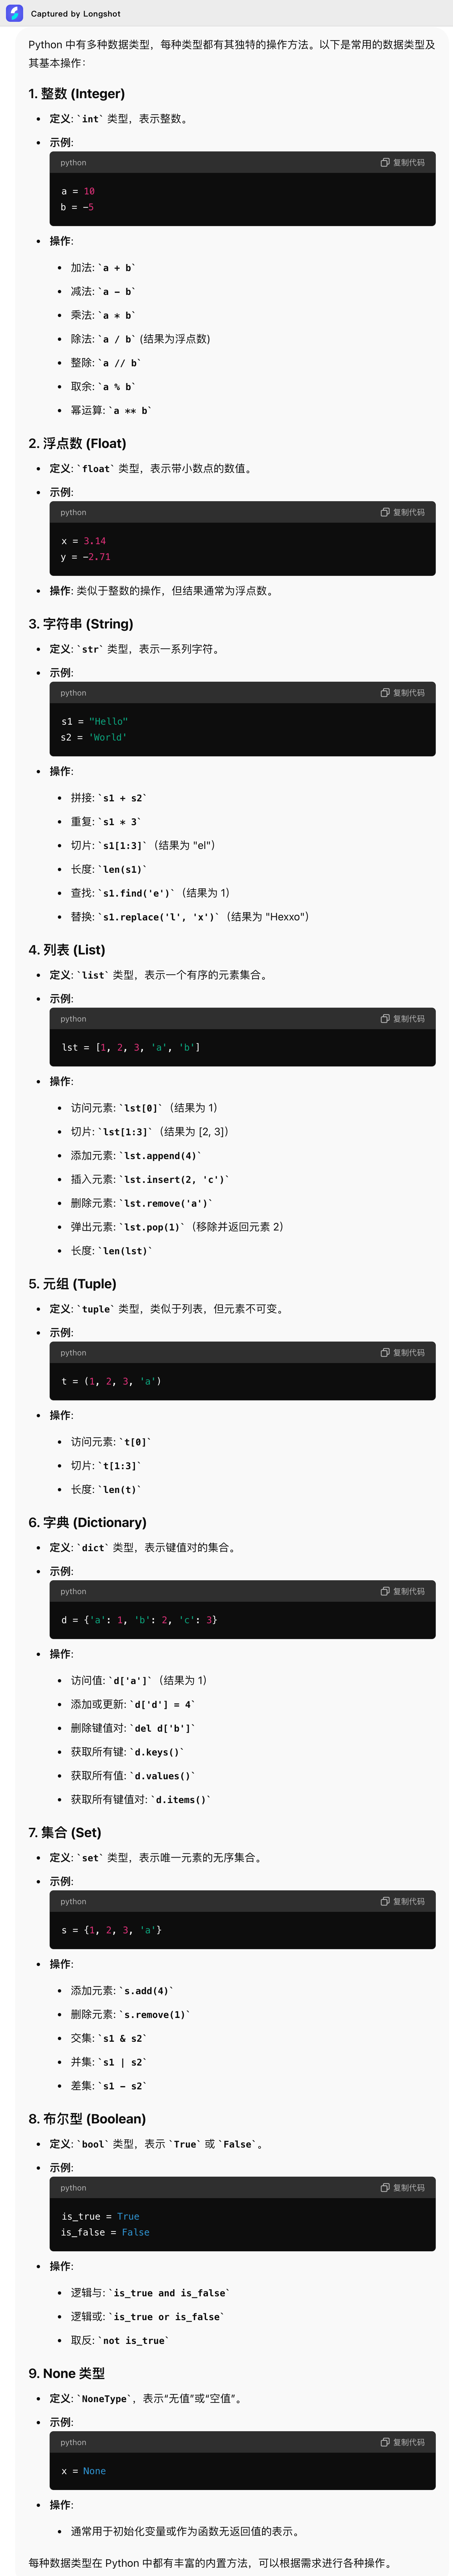 Captured by Longshot
Python 中有多种数据类型，每种类型都有其独特的操作方法。以下是常用的数据类型及
其基本操作：
1. 整数 (Integer)
• 定义: `int` 类型，表示整数。
• 示例:
python 复制代码
a = 10
b = -5
• 操作:
• 加法: `a + b`
• 减法: `a - b`
• 乘法: `a * b`
• 除法: `a / b` (结果为浮点数)
• 整除: `a // b`
• 取余: `a % b`
• 幂运算: `a ** b`
2. 浮点数 (Float)
• 定义: `float` 类型，表示带小数点的数值。
• 示例:
python 复制代码
x = 3.14
y = -2.71
• 操作: 类似于整数的操作，但结果通常为浮点数。
3. 字符串 (String)
• 定义: `str` 类型，表示一系列字符。
• 示例:
python 复制代码
s1 = "Hello"
s2 = 'World'
• 操作:
• 拼接: `s1 + s2`
• 重复: `s1 * 3`
• 切片: `s1[1:3]`（结果为 "el"）
• 长度: `len(s1)`
• 查找: `s1.find('e')`（结果为 1）
• 替换: `s1.replace('l', 'x')`（结果为 "Hexxo"）
4. 列表 (List)
• 定义: `list` 类型，表示一个有序的元素集合。
• 示例:
python 复制代码
lst = [1, 2, 3, 'a', 'b']
• 操作:
• 访问元素: `lst[0]`（结果为 1）
• 切片: `lst[1:3]`（结果为 [2, 3]）
• 添加元素: `lst.append(4)`
• 插入元素: `lst.insert(2, 'c')`
• 删除元素: `lst.remove('a')`
• 弹出元素: `lst.pop(1)`（移除并返回元素 2）
• 长度: `len(lst)`
5. 元组 (Tuple)
• 定义: `tuple` 类型，类似于列表，但元素不可变。
• 示例:
python 复制代码
t = (1, 2, 3, 'a')
• 操作:
• 访问元素: `t[0]`
• 切片: `t[1:3]`
• 长度: `len(t)`
6. 字典 (Dictionary)
• 定义: `dict` 类型，表示键值对的集合。
• 示例:
python 复制代码
d = {'a': 1, 'b': 2, 'c': 3}
• 操作:
• 访问值: `d['a']`（结果为 1）
• 添加或更新: `d['d'] = 4`
• 删除键值对: `del d['b']`
• 获取所有键: `d.keys()`
• 获取所有值: `d.values()`
• 获取所有键值对: `d.items()`
7. 集合 (Set)
• 定义: `set` 类型，表示唯一元素的无序集合。
• 示例:
python 复制代码
s = {1, 2, 3, 'a'}
• 操作:
• 添加元素: `s.add(4)`
• 删除元素: `s.remove(1)`
• 交集: `s1 & s2`
• 并集: `s1 | s2`
• 差集: `s1 - s2`
8. 布尔型 (Boolean)
• 定义: `bool` 类型，表示 `True` 或 `False`。
• 示例:
python 复制代码
is_true = True
is_false = False
• 操作:
• 逻辑与: `is_true and is_false`
• 逻辑或: `is_true or is_false`
• 取反: `not is_true`
9. None 类型
• 定义: `NoneType`，表示“无值”或“空值”。
• 示例:
python 复制代码
x = None
• 操作:
• 通常用于初始化变量或作为函数无返回值的表示。
每种数据类型在 Python 中都有丰富的内置方法，可以根据需求进行各种操作。